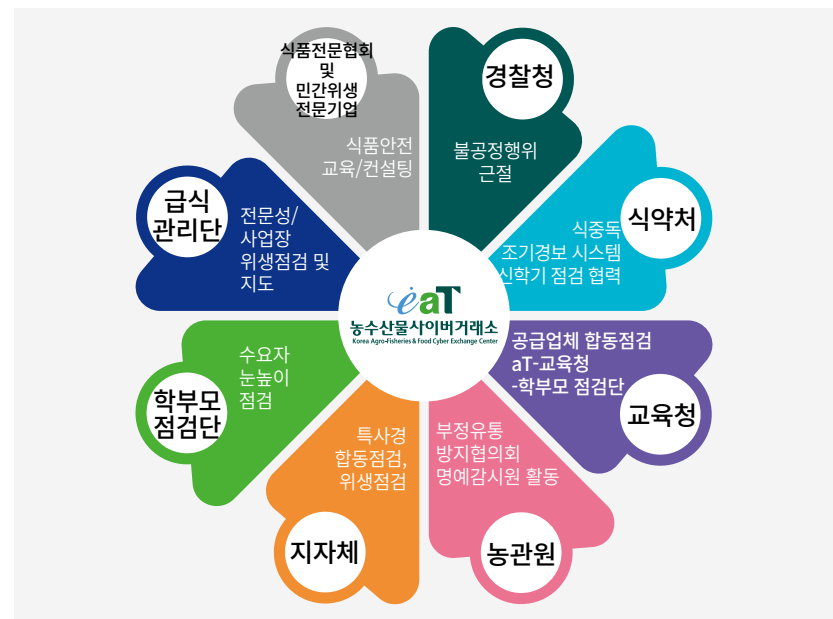 식품전문협회
및
민간위생
전문기업
식품안전
교육/컨설팅
경찰청
불공정행위
근절
식약처
식중독
조기경보 시스템
신학기 점검 협력
공급업체 합동점검
aT-교육청
-학부모 점검단
교육청
부정유통
방지협의회
명예감시원 활동
농관원
특사경
합동점검,
위생점검
지자체
수요자
눈높이
점검
학부모
점검단
급식
관리단
전문성/
사업장
위생점검 및
지도
eaT
농수산물사이버거래소
Korea Agro-Fisheries & Food Cyber Exchange Center